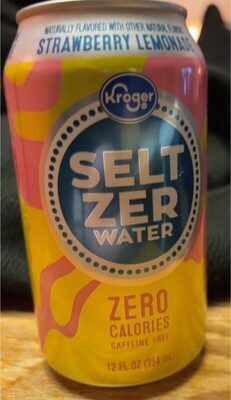 NATURALLY FLAVORED WITH OTHER NATURAL FLAVORS
STRAWBERRY LEMONADE
Kroger
SELT
ZER
WATER
ZERO
CALORIES
CAFFEINE FREE
12 FL OZ (354 mL)